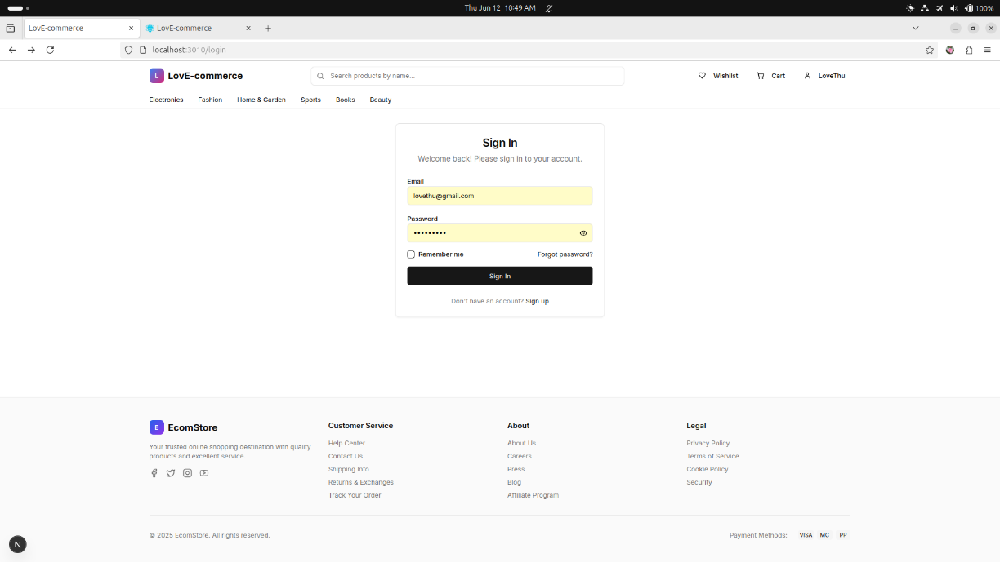 Thu Jun 12 10:49 AM
100%
LovE-commerce
LovE-commerce
localhost:3010/login
L LovE-commerce
Search products by name...
Wishlist
Cart
LoveThu
Electronics
Fashion
Home & Garden
Sports
Books
Beauty
Sign In
Welcome back! Please sign in to your account.
Email
lovethu@gmail.com
Password
•••••••••
Remember me
Forgot password?
Sign In
Don't have an account? Sign up
E EcomStore
Your trusted online shopping destination with quality
products and excellent service.
Customer Service
Help Center
Contact Us
Shipping Info
Returns & Exchanges
Track Your Order
About
About Us
Careers
Press
Blog
Affiliate Program
Legal
Privacy Policy
Terms of Service
Cookie Policy
Security
© 2025 EcomStore. All rights reserved.
Payment Methods:
VISA
MC
PP
N